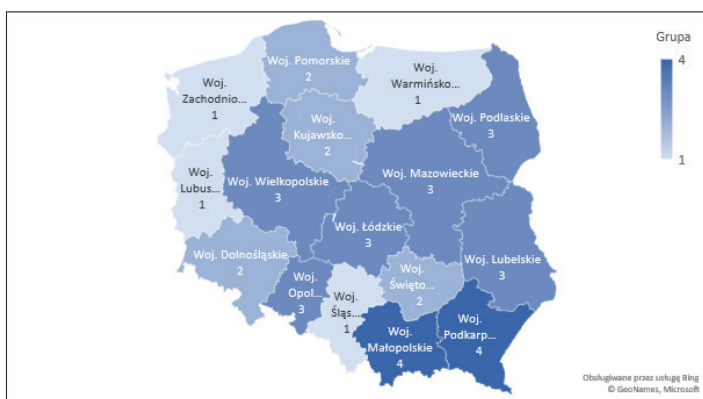 Grupa
4
1
Woj. Pomorskie
2
Woj.
Warmińsko ...
1
Woj.
Zachodnio ...
1
Woj. Podlaskie
3
Woj.
Kujawsko ...
2
Woj. Mazowieckie
3
Woj. Wielkopolskie
3
Woj.
Lubus...
1
Woj. Łódzkie
3
Woj. Lubelskie
3
Woj. Dolnośląskie
2
Woj.
Opol...
3
Woj.
Śląs...
1
Woj.
Święto...
2
Woj.
Małopolskie
4
Woj.
Podkarp...
4
Obsługiwane przez usługę Bing
© GeoNames, Microsoft